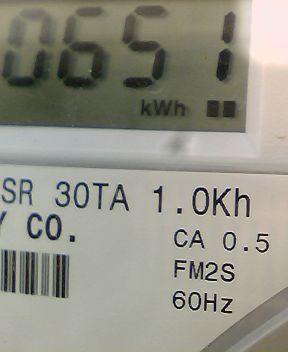 0651
kWh
SR 30TA 1.0Kh
Y CO.
CA 0.5
FM2S
60Hz